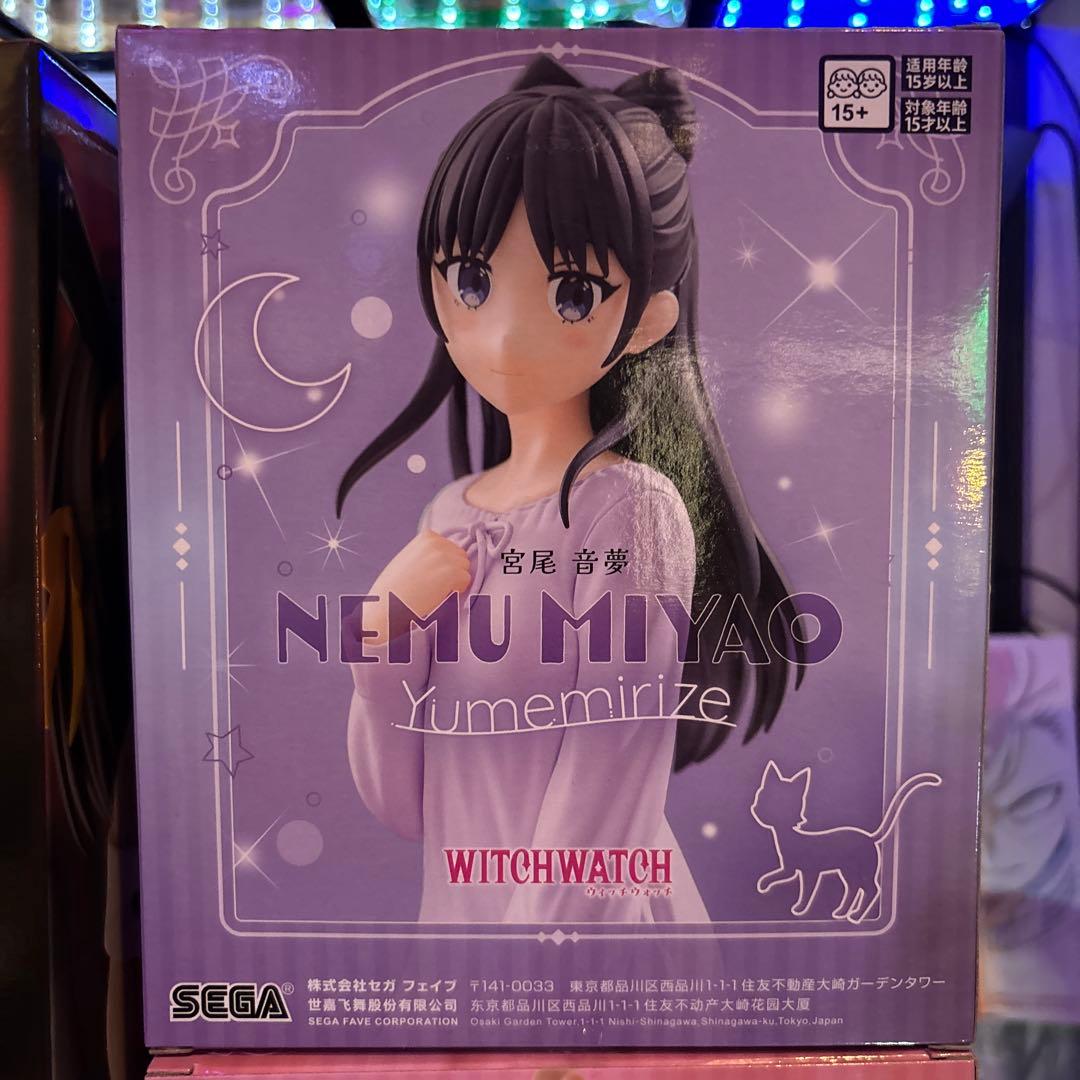 15+
适用年龄
15岁以上
対象年齢
15才以上
宮尾 音夢
NEMU MIYAO
Yumemirize
WITCHWATCH
ウィッチウォッチ
SEGA®
株式会社セガ フェイブ 〒141-0033 東京都品川区西品川1-1-1 住友不動産大崎ガーデンタワー
世嘉飞舞股份有限公司 东京都品川区西品川1-1-1 住友不动产大崎花园大厦
SEGA FAVE CORPORATION Osaki Garden Tower,1-1-1 Nishi-Shinagawa,Shinagawa-ku,Tokyo,Japan